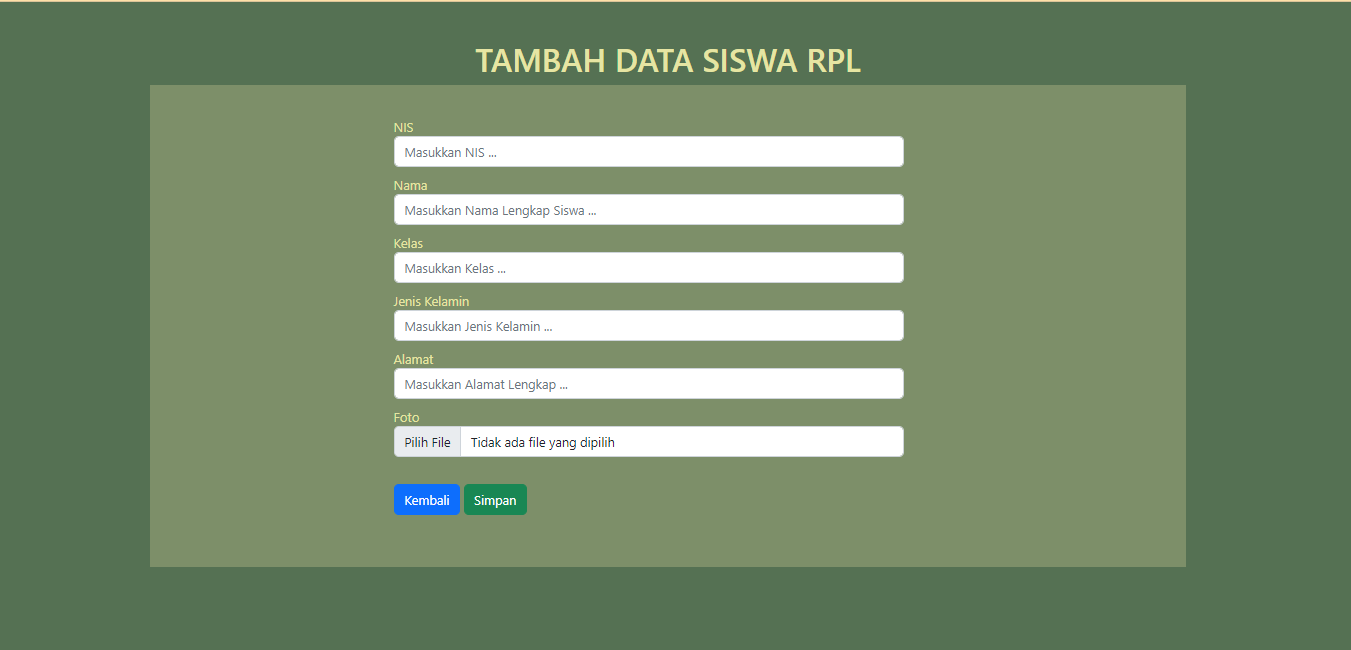 TAMBAH DATA SISWA RPL
NIS
Masukkan NIS ...
Nama
Masukkan Nama Lengkap Siswa ...
Kelas
Masukkan Kelas ...
Jenis Kelamin
Masukkan Jenis Kelamin ...
Alamat
Masukkan Alamat Lengkap ...
Foto
Pilih File Tidak ada file yang dipilih
Kembali Simpan